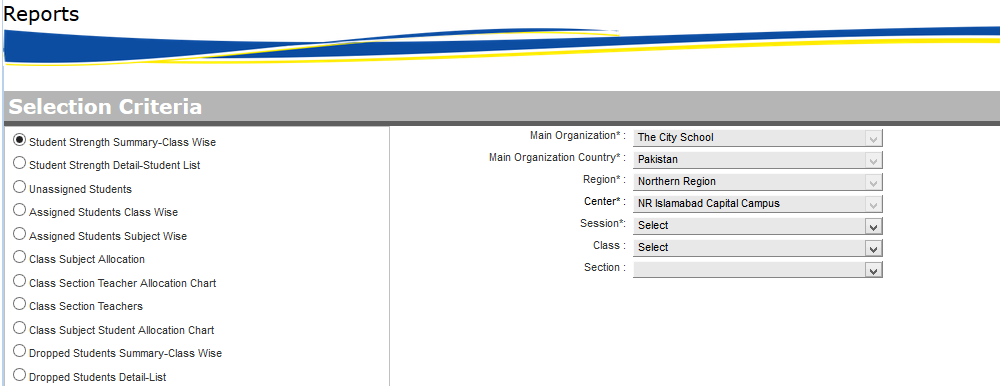 Reports
Selection Criteria
Student Strength Summary-Class Wise
Student Strength Detail-Student List
Unassigned Students
Assigned Students Class Wise
Assigned Students Subject Wise
Class Subject Allocation
Class Section Teacher Allocation Chart
Class Section Teachers
Class Subject Student Allocation Chart
Dropped Students Summary-Class Wise
Dropped Students Detail-List
Main Organization* : The City School
Main Organization Country* : Pakistan
Region* : Northern Region
Center* : NR Islamabad Capital Campus
Session*: Select
Class : Select
Section :